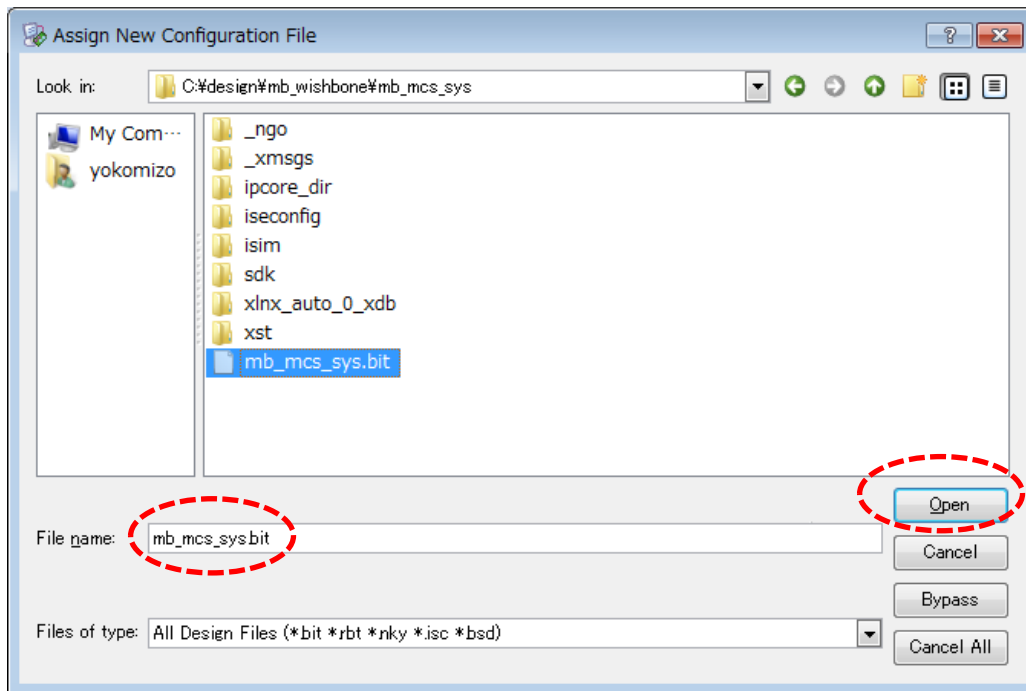 Assign New Configuration File
Look in: C:¥design¥mb_wishbone¥mb_mcs_sys
My Com...
yokomizo
_ngo
_xmsgs
ipcore_dir
iseconfig
isim
sdk
xlnx_auto_0_xdb
xst
mb_mcs_sys.bit
Open
File name: mb_mcs_sys.bit
Cancel
Bypass
Files of type: All Design Files (*.bit *.rbt *.nky *.isc *.bsd)
Cancel All